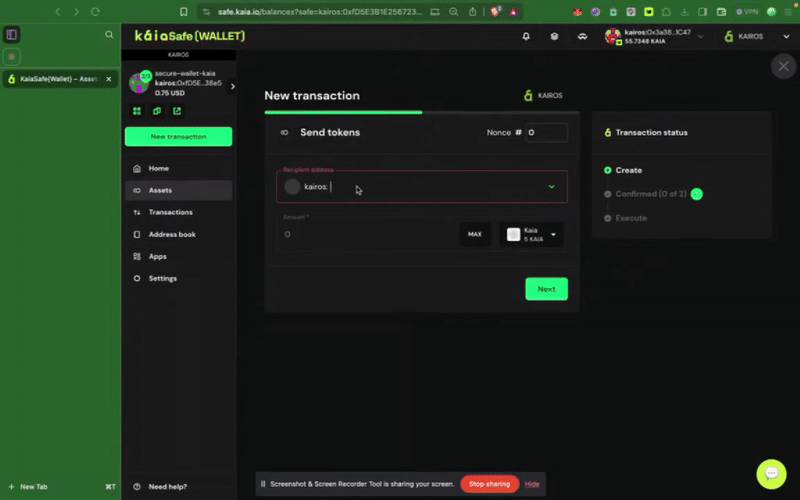 safe.kaia.io/balances?safe=kairos:0xfD5E3B1E256723...
VPN
KaiaSafe{Wallet} – Asse
káiaSafe{WALLET}
kairos:0x3a38...1C47
55.7348 KAIA
KAIROS
KAIROS
2/3
secure-wallet-kaia
kairos:0xfD5E...38e5
0.75 USD
New transaction
Home
Assets
Transactions
Address book
Apps
Settings
Need help?
New Tab
⌘T
New transaction
KAIROS
Send tokens
Nonce # 0
Recipient address
kairos:
Amount *
0
MAX
Kaia
5 KAIA
Next
Transaction status
Create
Confirmed (0 of 2)
Execute
Screenshot & Screen Recorder Tool is sharing your screen.
Stop sharing
Hide